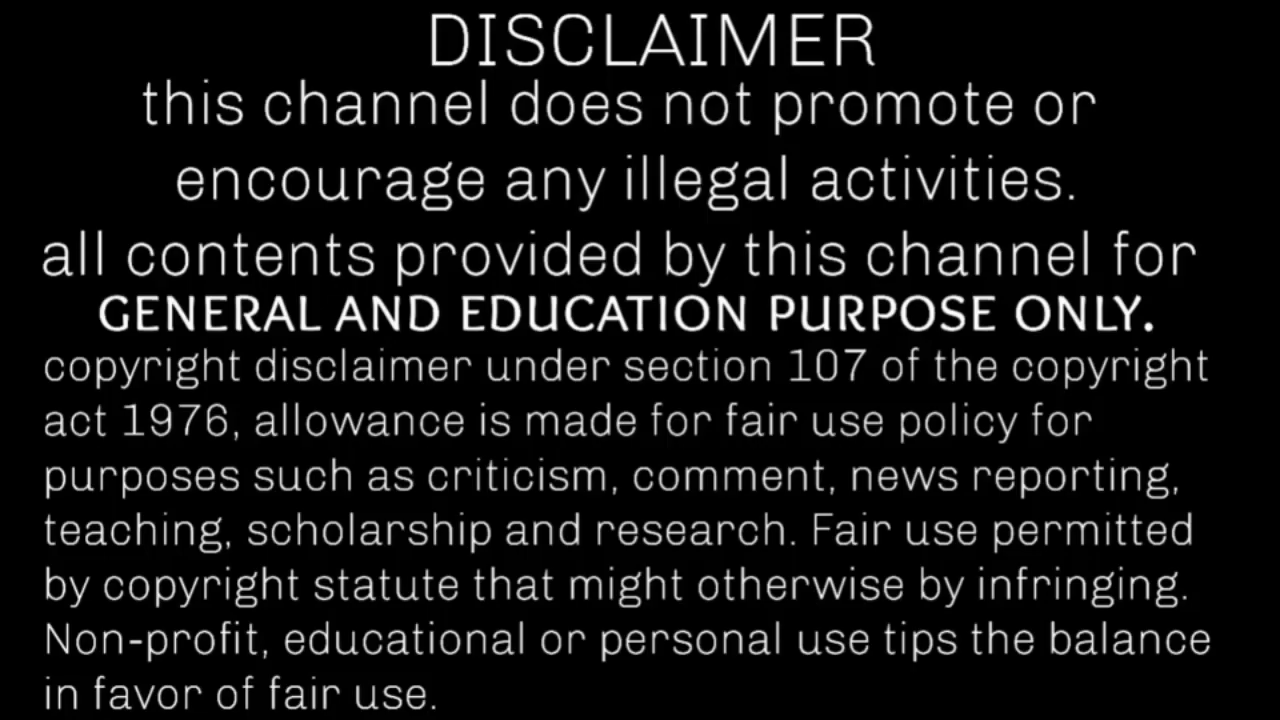 DISCLAIMER
this channel does not promote or
encourage any illegal activities.
all contents provided by this channel for
GENERAL AND EDUCATION PURPOSE ONLY.
copyright disclaimer under section 107 of the copyright
act 1976, allowance is made for fair use policy for
purposes such as criticism, comment, news reporting,
teaching, scholarship and research. Fair use permitted
by copyright statute that might otherwise by infringing.
Non-profit, educational or personal use tips the balance
in favor of fair use.